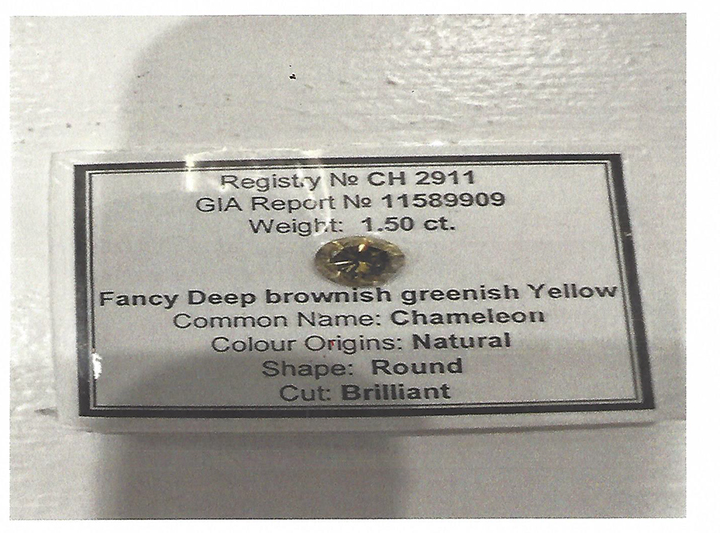 Registry № CH 2911
GIA Report № 11589909
Weight: 1.50 ct.
Fancy Deep brownish greenish Yellow
Common Name: Chameleon
Colour Origins: Natural
Shape: Round
Cut: Brilliant